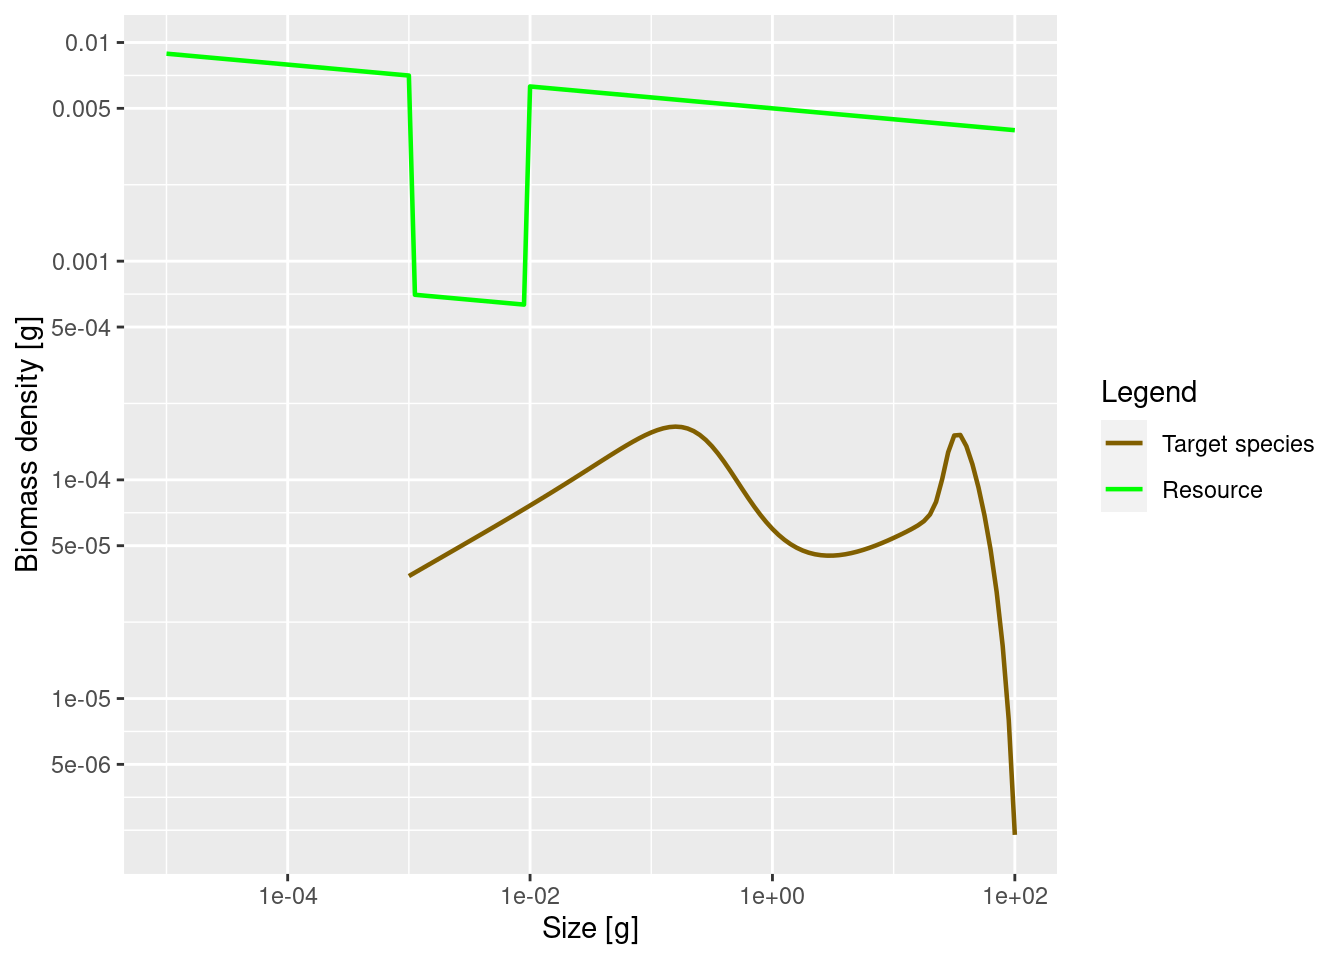 0.01
0.005
0.001
5e-04
1e-04
5e-05
1e-05
5e-06
Biomass density [g]
1e-04
1e-02
1e+00
1e+02
Size [g]
Legend
Target species
Resource